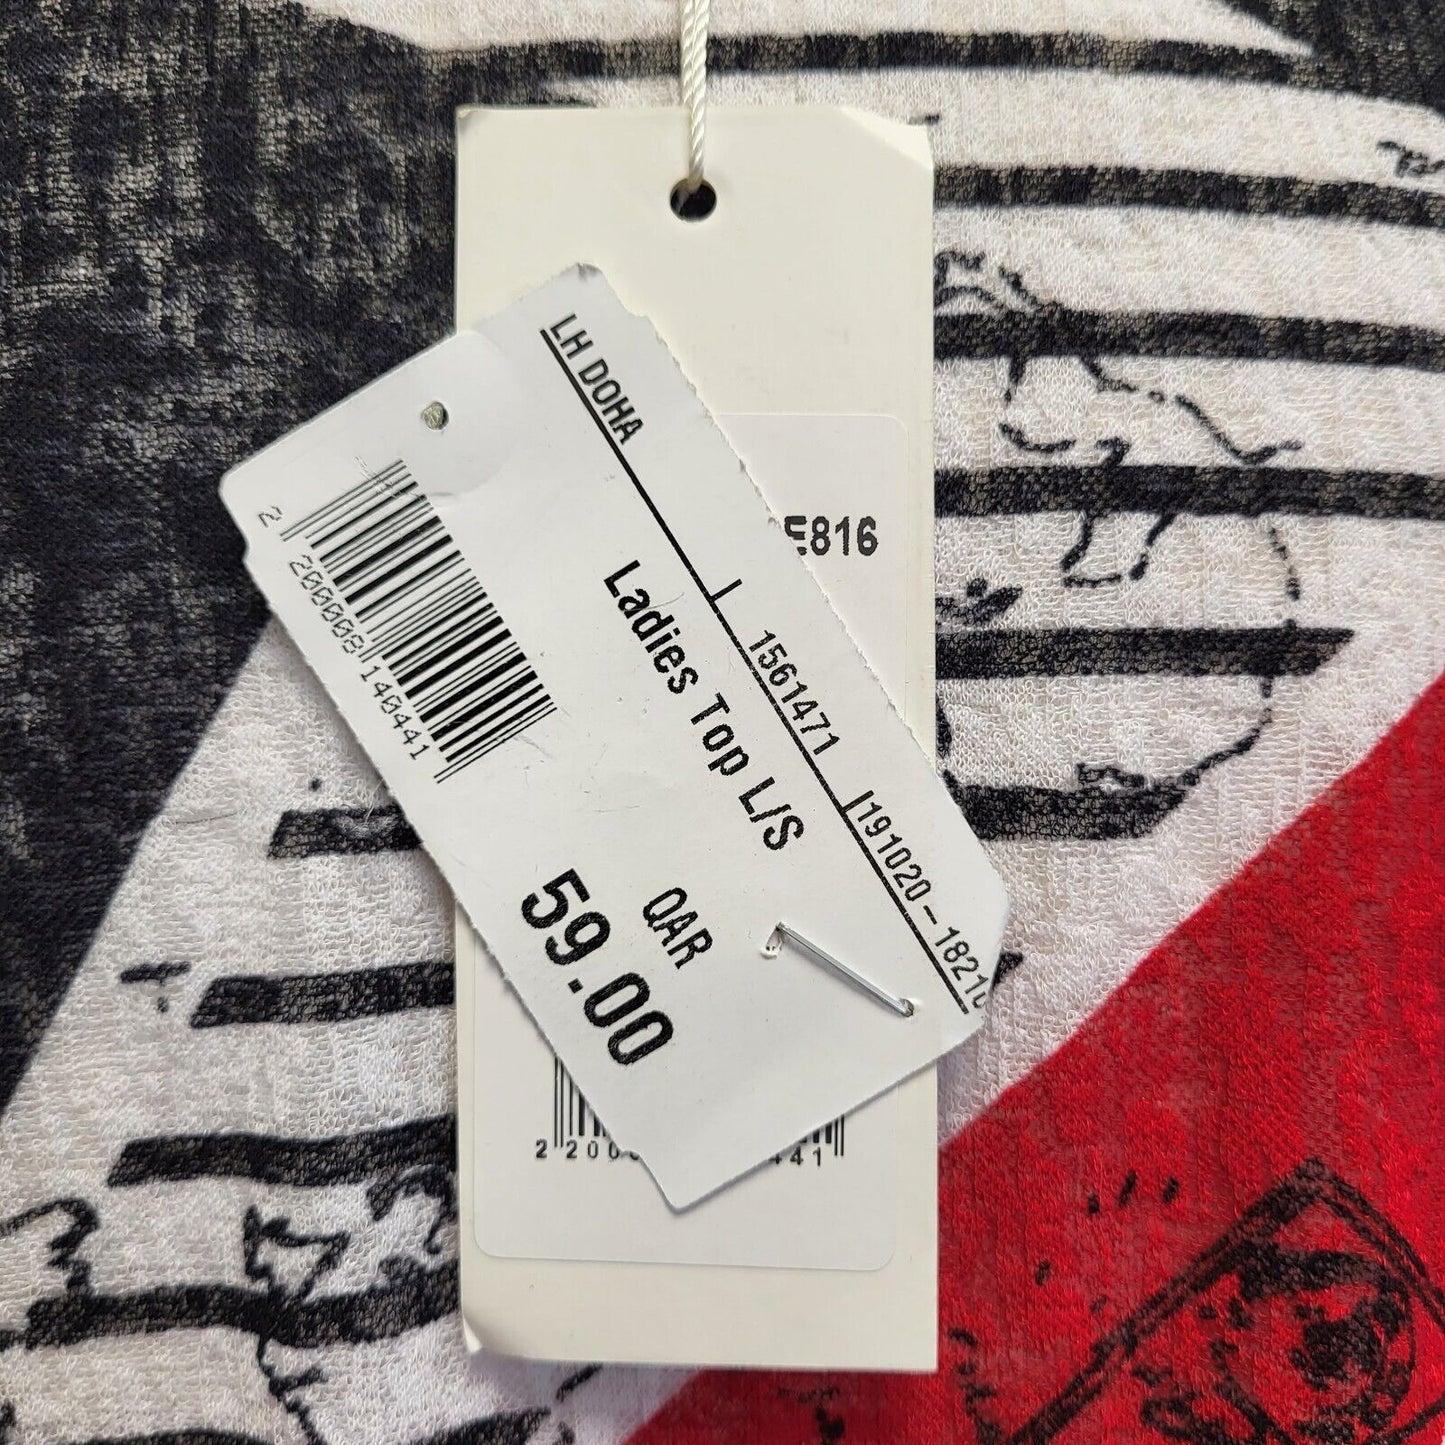 LH DOHA
1561471
191020-1821
Ladies Top L/S
QAR
59.00
2 200008 140441
E816
2 200 441